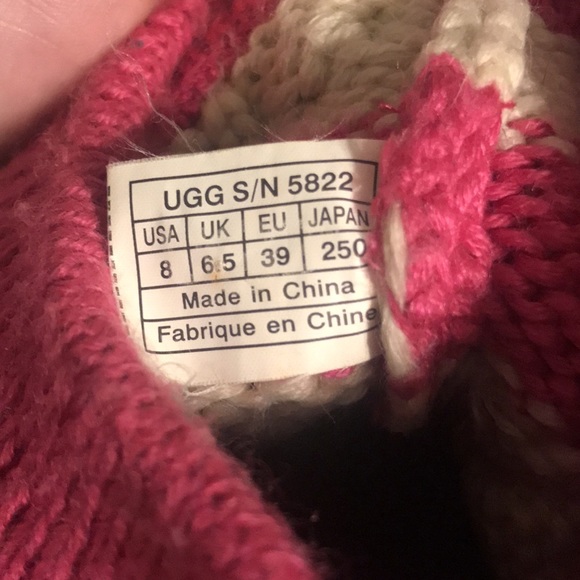 UGG S/N 5822
USA UK EU JAPAN
8 6.5 39 250
Made in China
Fabrique en Chine